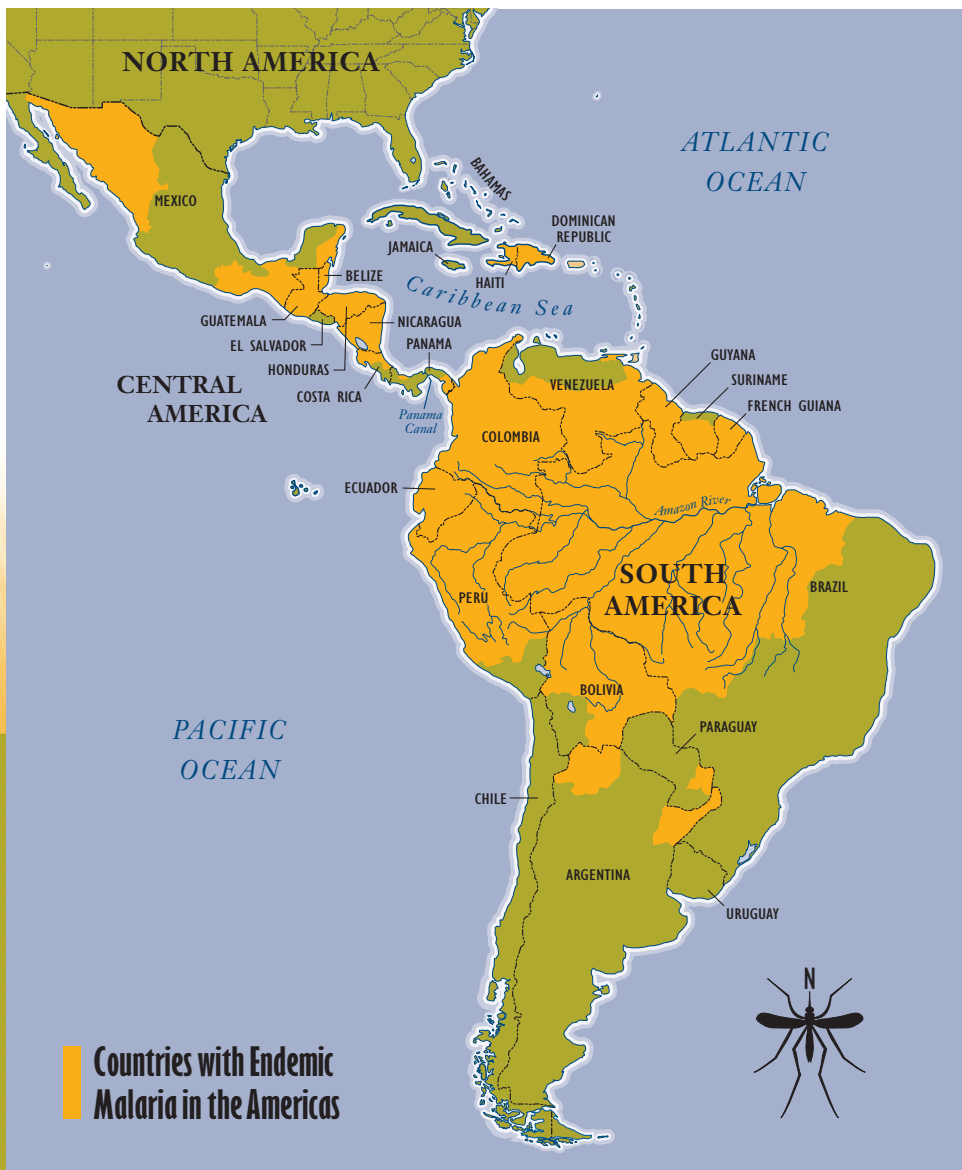 NORTH AMERICA
ATLANTIC
OCEAN
BAHAMAS
MEXICO
DOMINICAN
REPUBLIC
JAMAICA
HAITI
BELIZE
Caribbean Sea
GUATEMALA
NICARAGUA
EL SALVADOR
PANAMA
HONDURAS
GUYANA
COSTA RICA
SURINAME
CENTRAL
AMERICA
VENEZUELA
FRENCH GUIANA
Panama
Canal
COLOMBIA
ECUADOR
Amazon River
SOUTH
AMERICA
BRAZIL
PERU
BOLIVIA
PACIFIC
OCEAN
PARAGUAY
CHILE
ARGENTINA
URUGUAY
N
Countries with Endemic
Malaria in the Americas